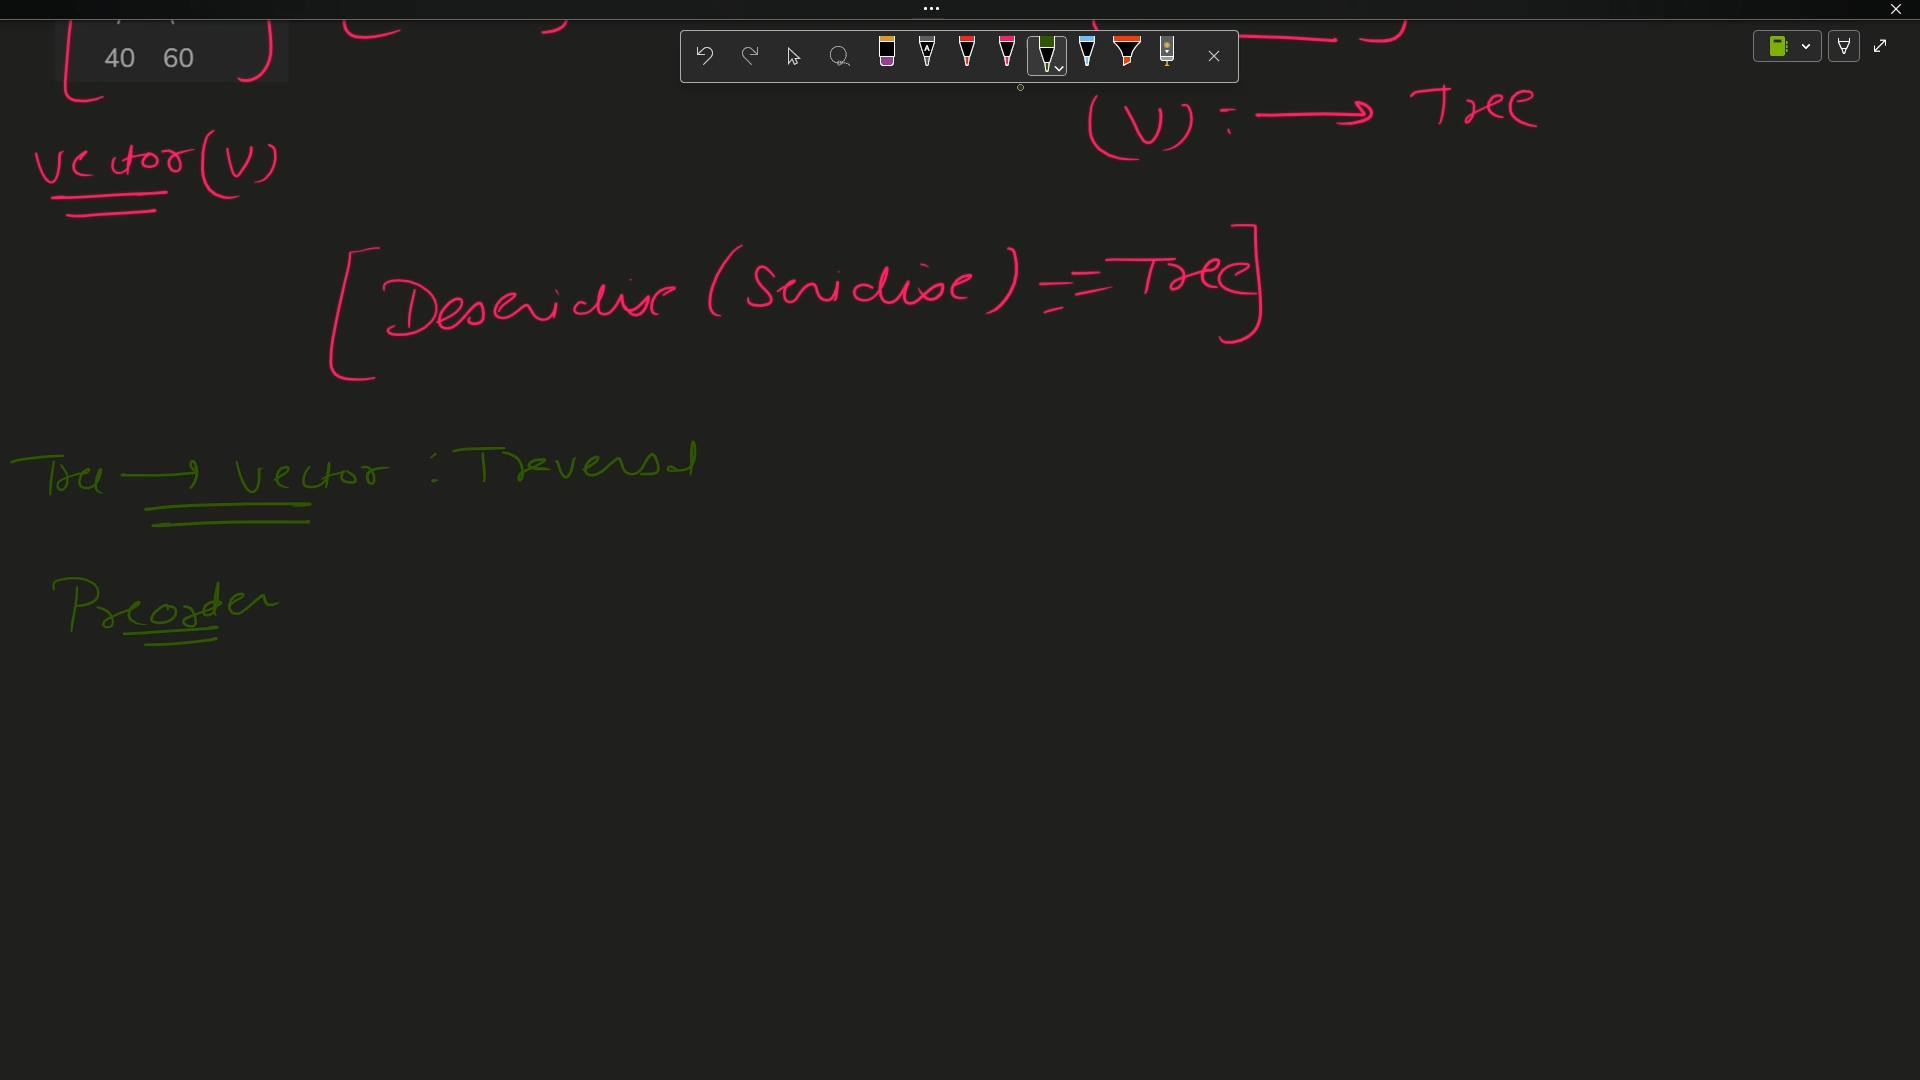 40 60
(V) : → Tree
vector (V)
[Deserialise (Serialise) == Tree]
Tree → vector : Traversal
Preorder